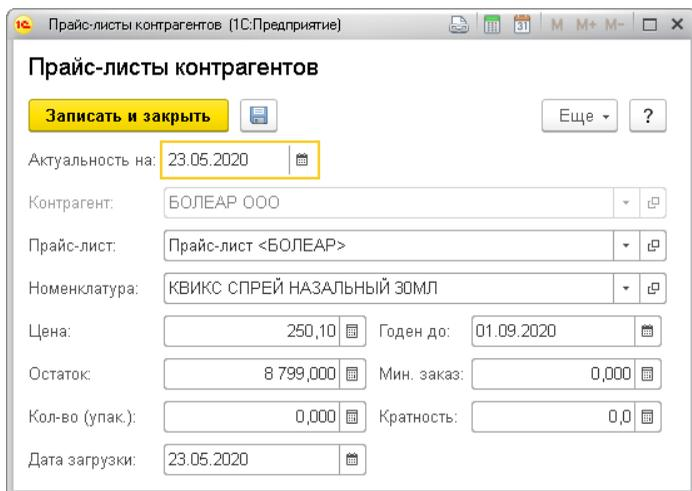 1С Прайс-листы контрагентов (1С:Предприятие) 31 M M+ M-
Прайс-листы контрагентов
Записать и закрыть Еще ?
Актуальность на: 23.05.2020
Контрагент: БОЛЕАР ООО
Прайс-лист: Прайс-лист <БОЛЕАР>
Номенклатура: КВИКС СПРЕЙ НАЗАЛЬНЫЙ 30МЛ
Цена: 250,10 Годен до: 01.09.2020
Остаток: 8 799,000 Мин. заказ: 0,000
Кол-во (упак.): 0,000 Кратность: 0,0
Дата загрузки: 23.05.2020